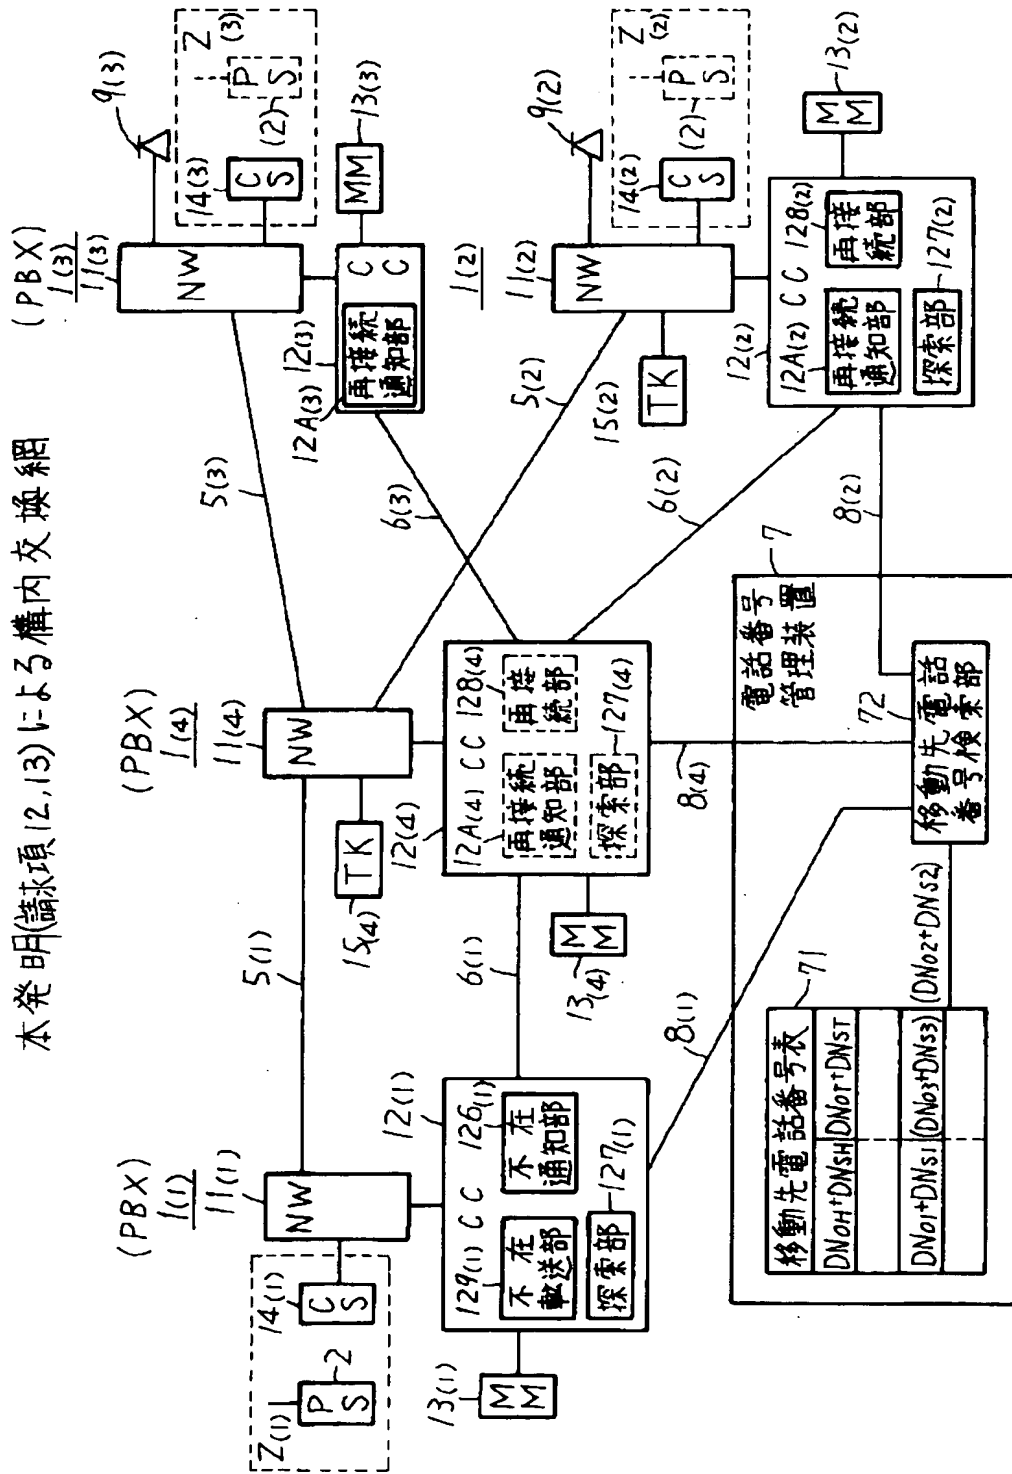 本発明(請求項12,13)による構内交換網
(PBX)
1(1)
11(1)
NW
Z(1)
PS
2
14(1)
CS
13(1)
MM
12(1)
CC
129(1)
不在転送部
126(1)
不在通知部
探索部
127(1)
5(1)
6(1)
8(1)
(PBX)
1(4)
11(4)
NW
15(4)
TK
12(4)
CC
12A(4)
再接続通知部
128(4)
再接続部
探索部
127(4)
13(4)
MM
8(4)
5(3)
6(3)
5(2)
6(2)
8(2)
(PBX)
1(3)
11(3)
NW
9(3)
14(3)
CS
Z(3)
PS
(2)
12(3)
CC
12A(3)
再接続通知部
MM
13(3)
1(2)
11(2)
NW
9(2)
14(2)
CS
Z(2)
PS
(2)
15(2)
TK
12(2)
CC
12A(2)
再接続通知部
128(2)
再接続部
探索部
127(2)
MM
13(2)
7
電話番号
管理装置
72
移動先電話
番号検索部
71
移動先電話番号表
DNOH+DNSH DNOT+DNST
DNO1+DNS1 (DNO3+DNS3) (DNO2+DNS2)